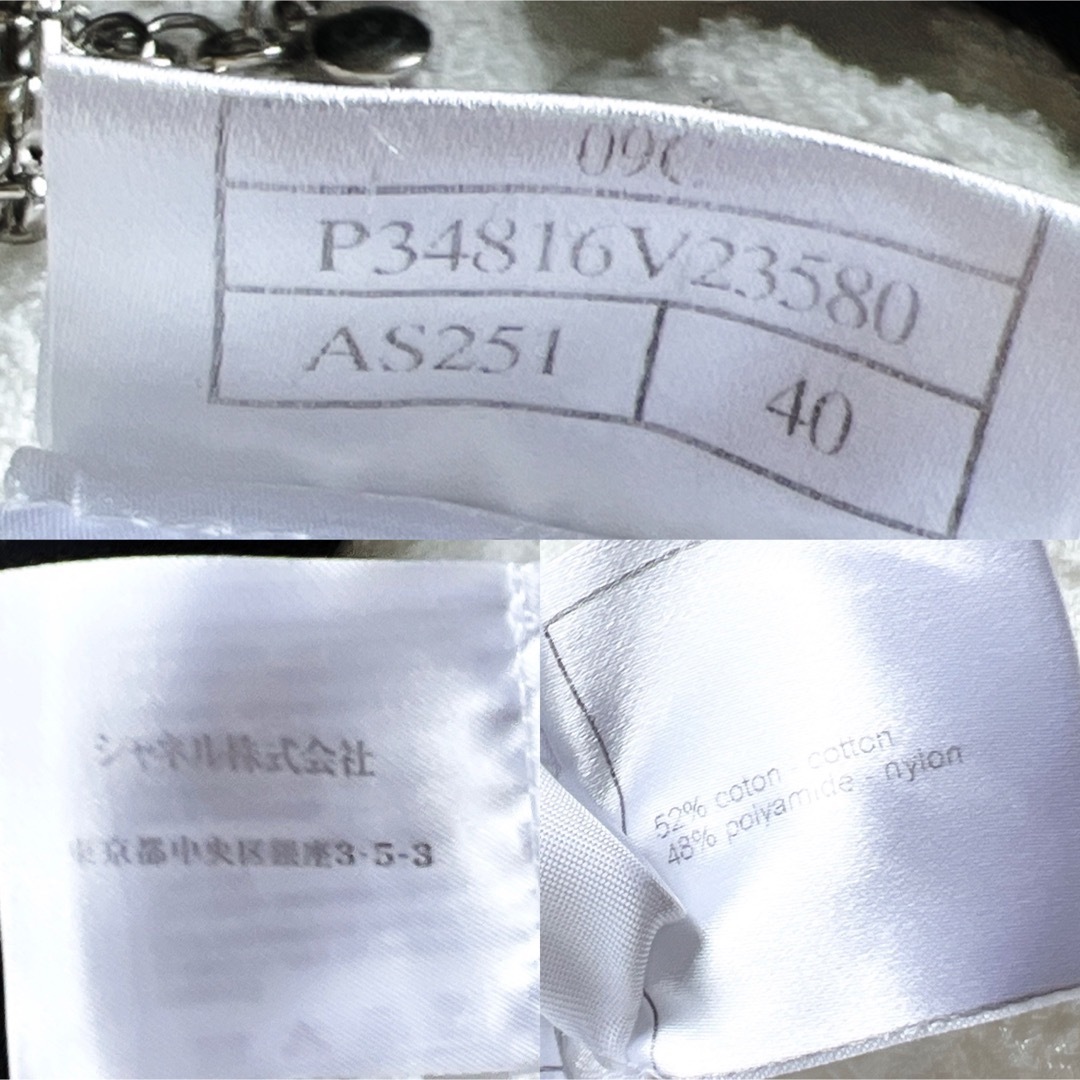 09C
P34816V23580
AS251
40
シャネル株式会社
東京都中央区銀座3-5-3
52% coton - cotton
48% polyamide - nylon